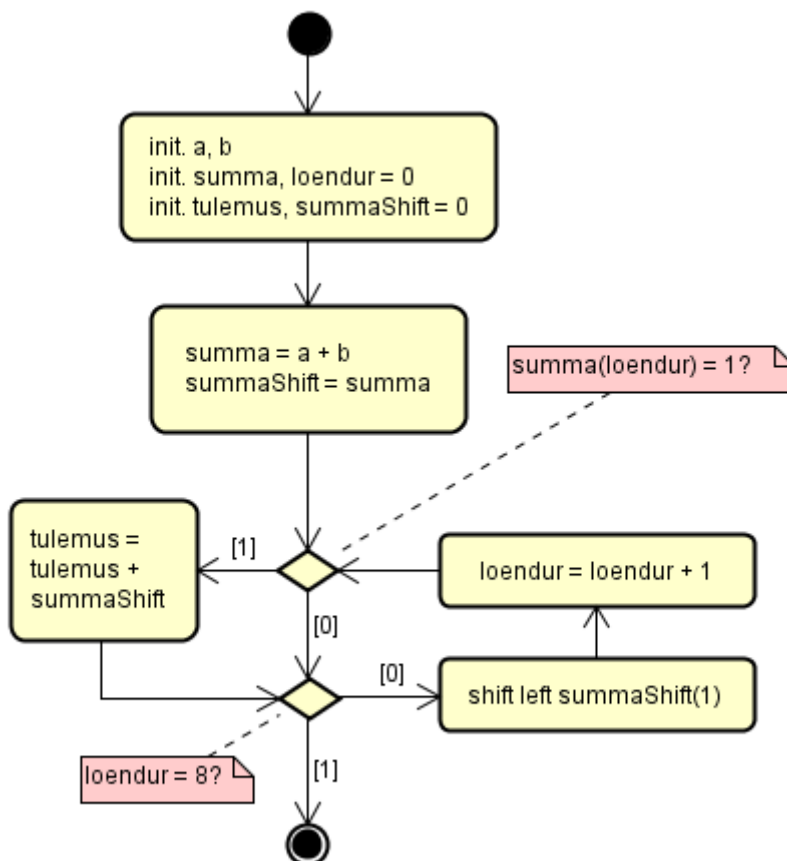 init. a, b
init. summa, loendur = 0
init. tulemus, summaShift = 0
summa = a + b
summaShift = summa
summa(loendur) = 1?
tulemus =
tulemus +
summaShift
[1]
loendur = loendur + 1
[0]
[0]
shift left summaShift(1)
loendur = 8?
[1]